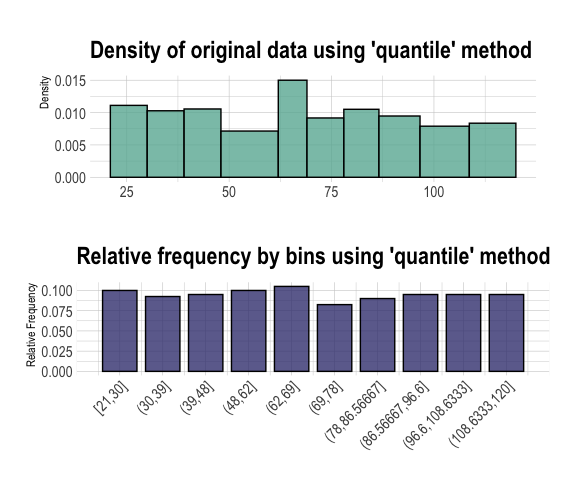 Density of original data using 'quantile' method
Density
0.015
0.010
0.005
0.000
25 50 75 100
Relative frequency by bins using 'quantile' method
Relative Frequency
0.100
0.075
0.050
0.025
0.000
[21,30] (30,39] (39,48] (48,62] (62,69] (69,78] (78,86.56667] (86.56667,96.6] (96.6,108.6333] (108.6333,120]